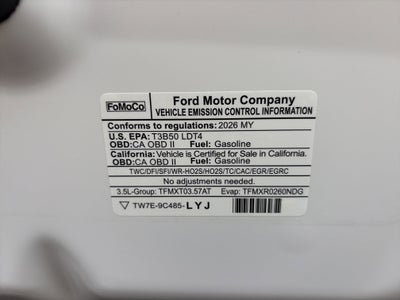 FoMoCo
Ford Motor Company
VEHICLE EMISSION CONTROL INFORMATION
Conforms to regulations: 2026 MY
U.S. EPA: T3B50 LDT4
OBD: CA OBD II Fuel: Gasoline
California: Vehicle is Certified for Sale in California.
OBD: CA OBD II Fuel: Gasoline
TWC/DFI/SFI/WR-HO2S/HO2S/TC/CAC/EGR/EGRC
No adjustments needed.
3.5L-Group: TFMXT03.57AT Evap: TFMXR0260NDG
TW7E-9C485-LYJ